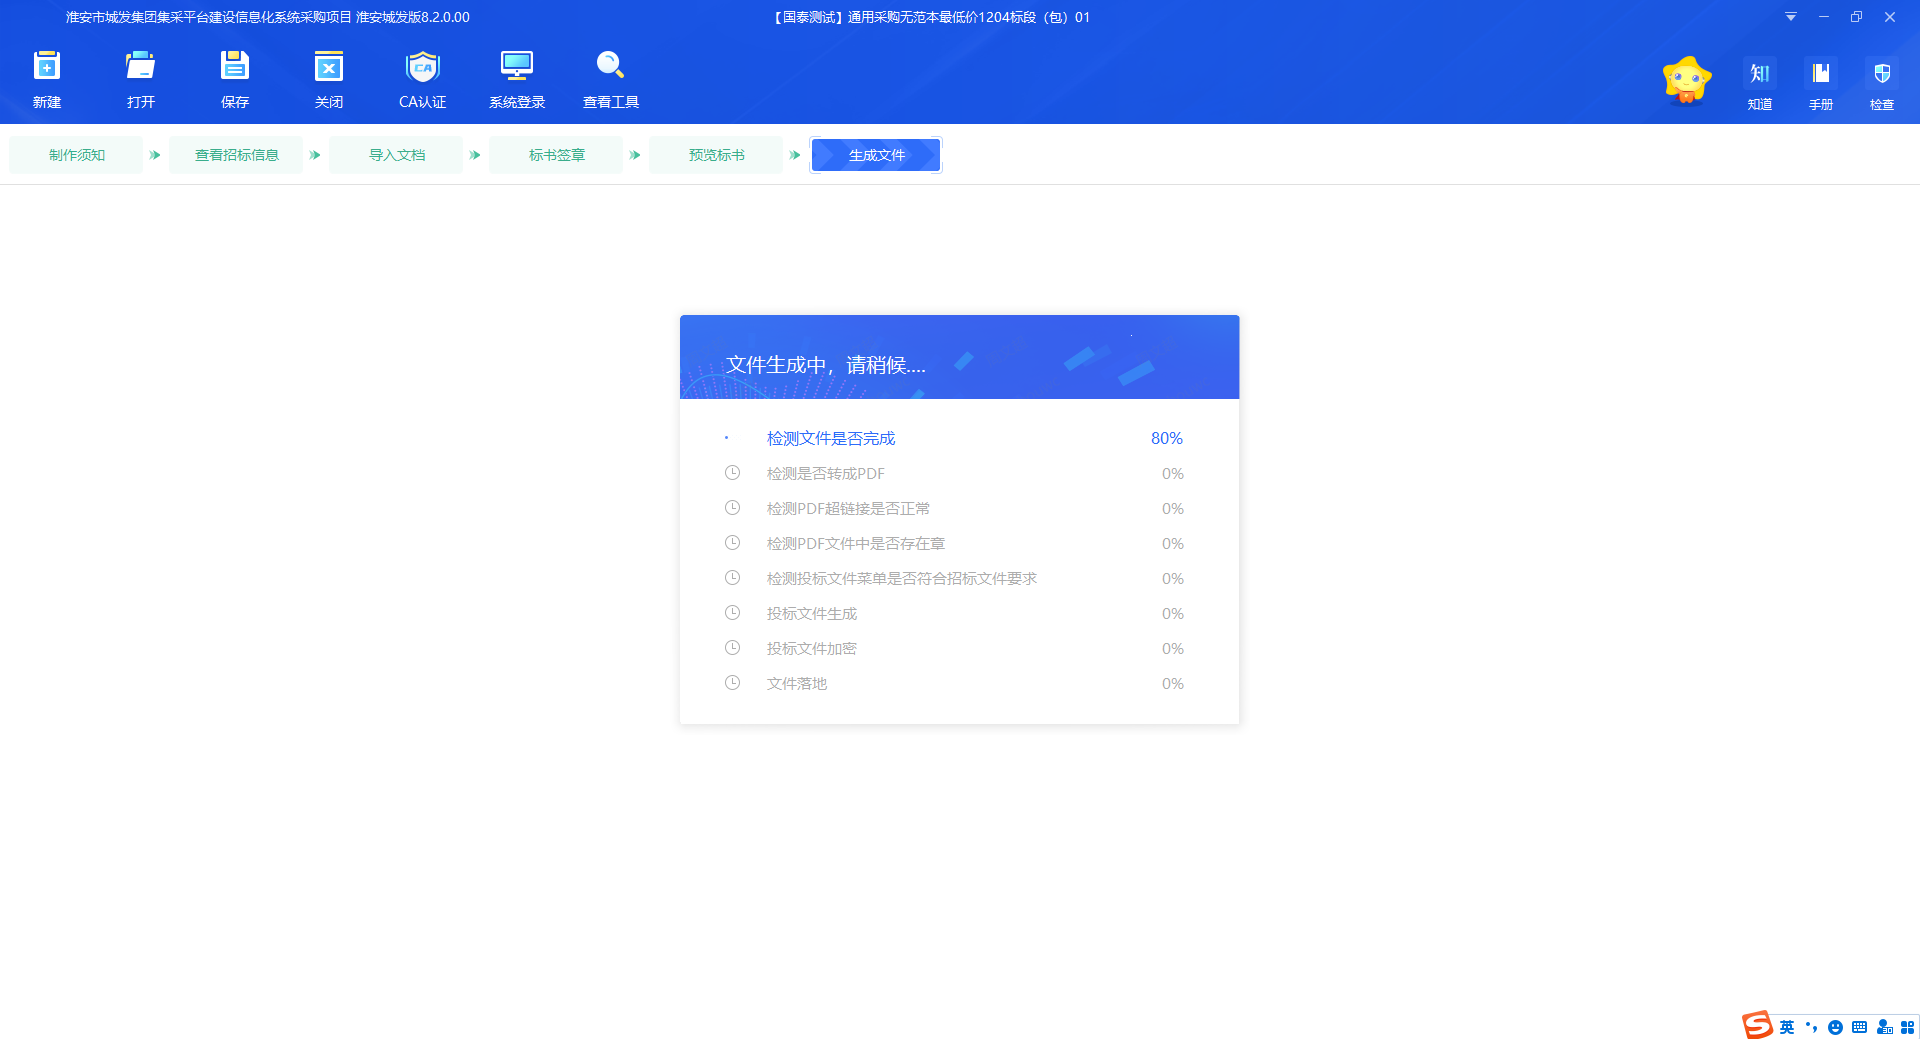 淮安市城发集团集采平台建设信息化系统采购项目 淮安城发版8.2.0.00
【国泰测试】通用采购无范本最低价1204标段（包）01
新建
打开
保存
关闭
CA认证
系统登录
查看工具
知
知道
手册
检查
制作须知
查看招标信息
导入文档
标书签章
预览标书
生成文件
文件生成中，请稍候....
检测文件是否完成 80%
检测是否转成PDF 0%
检测PDF超链接是否正常 0%
检测PDF文件中是否存在章 0%
检测投标文件菜单是否符合招标文件要求 0%
投标文件生成 0%
投标文件加密 0%
文件落地 0%
英